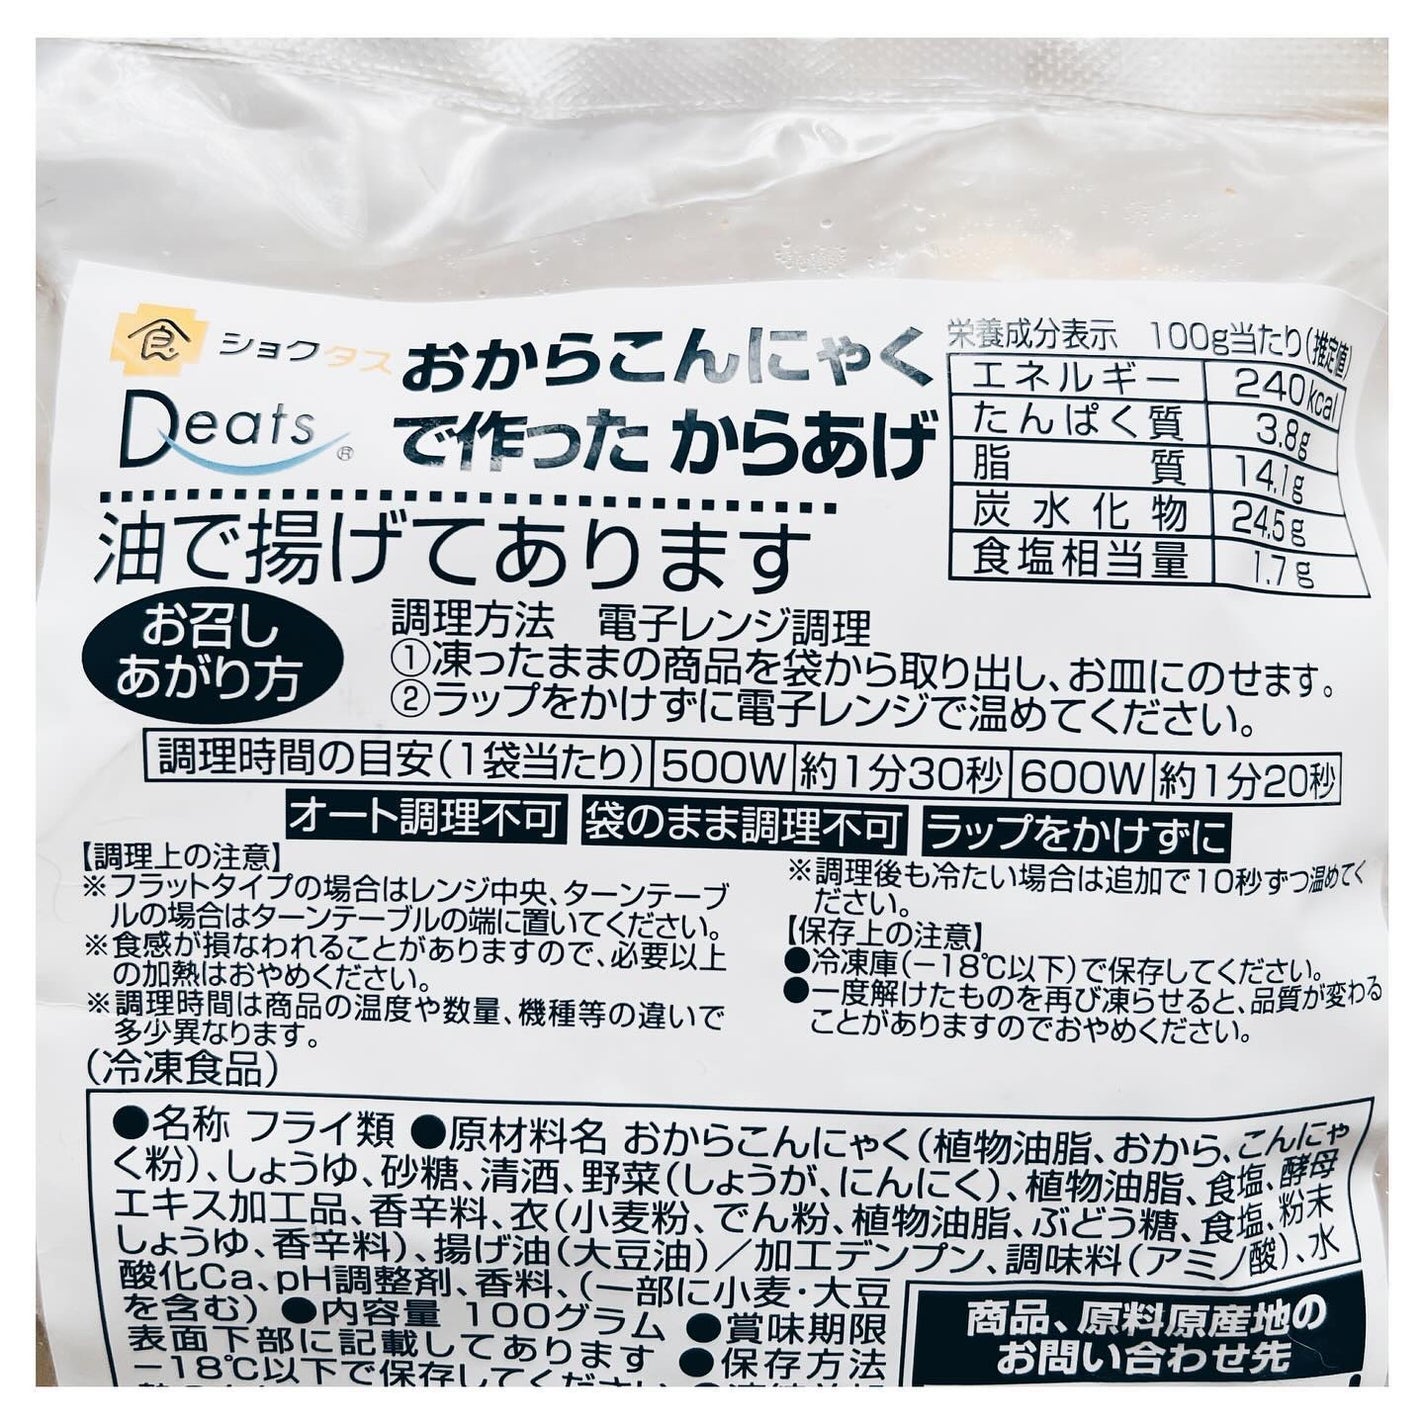 食 ショクタス
Deats®
おからこんにゃく
で作った からあげ
栄養成分表示 100g当たり(推定値)
エネルギー 240kcal
たんぱく質 3.8g
脂質 14.1g
炭水化物 24.5g
食塩相当量 1.7g
油で揚げてあります
お召し
あがり方
調理方法 電子レンジ調理
①凍ったままの商品を袋から取り出し、お皿にのせます。
②ラップをかけずに電子レンジで温めてください。
調理時間の目安(1袋当たり) 500W 約1分30秒 600W 約1分20秒
オート調理不可 袋のまま調理不可 ラップをかけずに
【調理上の注意】
※フラットタイプの場合はレンジ中央、ターンテーブ
ルの場合はターンテーブルの端に置いてください。
※食感が損なわれることがありますので、必要以上
の加熱はおやめください。
※調理時間は商品の温度や数量、機種等の違いで
多少異なります。
※調理後も冷たい場合は追加で10秒ずつ温めてく
ださい。
【保存上の注意】
●冷凍庫(−18℃以下)で保存してください。
●一度解けたものを再び凍らせると、品質が変わる
ことがありますのでおやめください。
(冷凍食品)
●名称 フライ類 ●原材料名 おからこんにゃく(植物油脂、おから、こんにゃ
く粉)、しょうゆ、砂糖、清酒、野菜(しょうが、にんにく)、植物油脂、食塩、酵母
エキス加工品、香辛料、衣(小麦粉、でん粉、植物油脂、ぶどう糖、食塩、粉末
しょうゆ、香辛料)、揚げ油(大豆油)/加工デンプン、調味料(アミノ酸)、水
酸化Ca、pH調整剤、香料、(一部に小麦・大豆
を含む) ●内容量 100グラム ●賞味期限
表面下部に記載してあります ●保存方法
−18℃以下で保存してください
商品、原料原産地の
お問い合わせ先